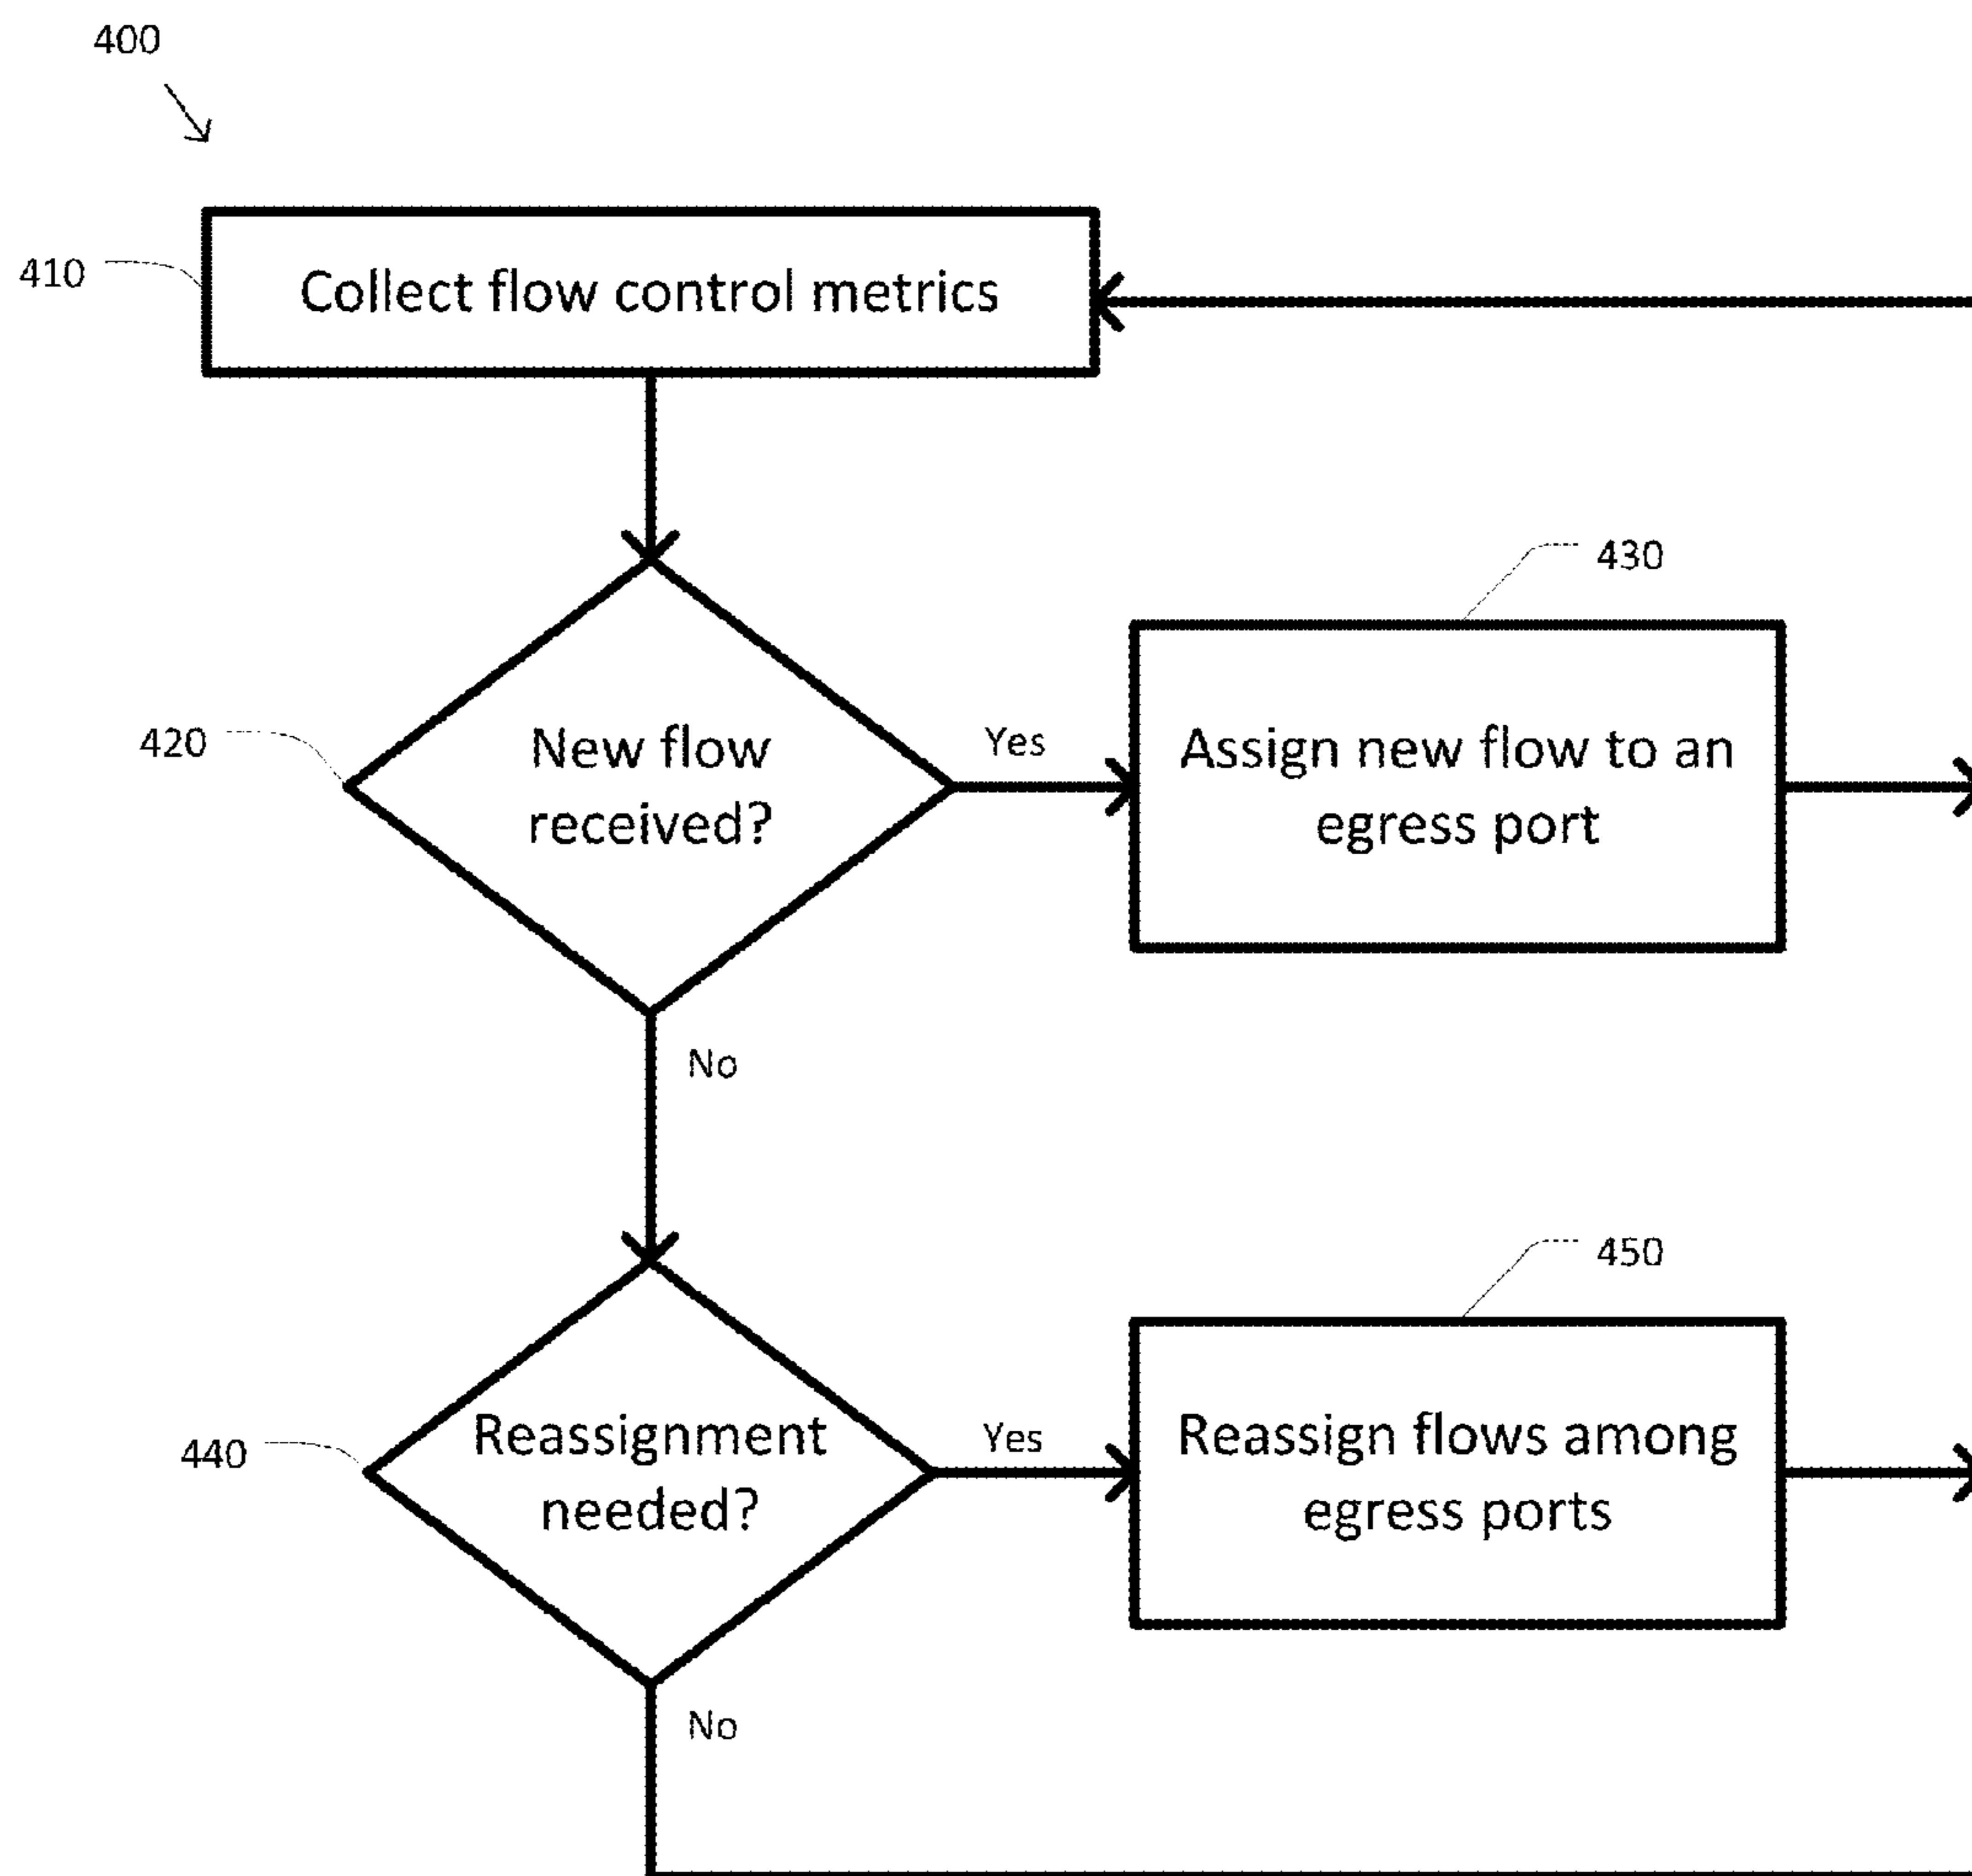 400
410
Collect flow control metrics
430
420
New flow
received?
Yes
Assign new flow to an
egress port
No
450
440
Reassignment
needed?
Yes
Reassign flows among
egress ports
No